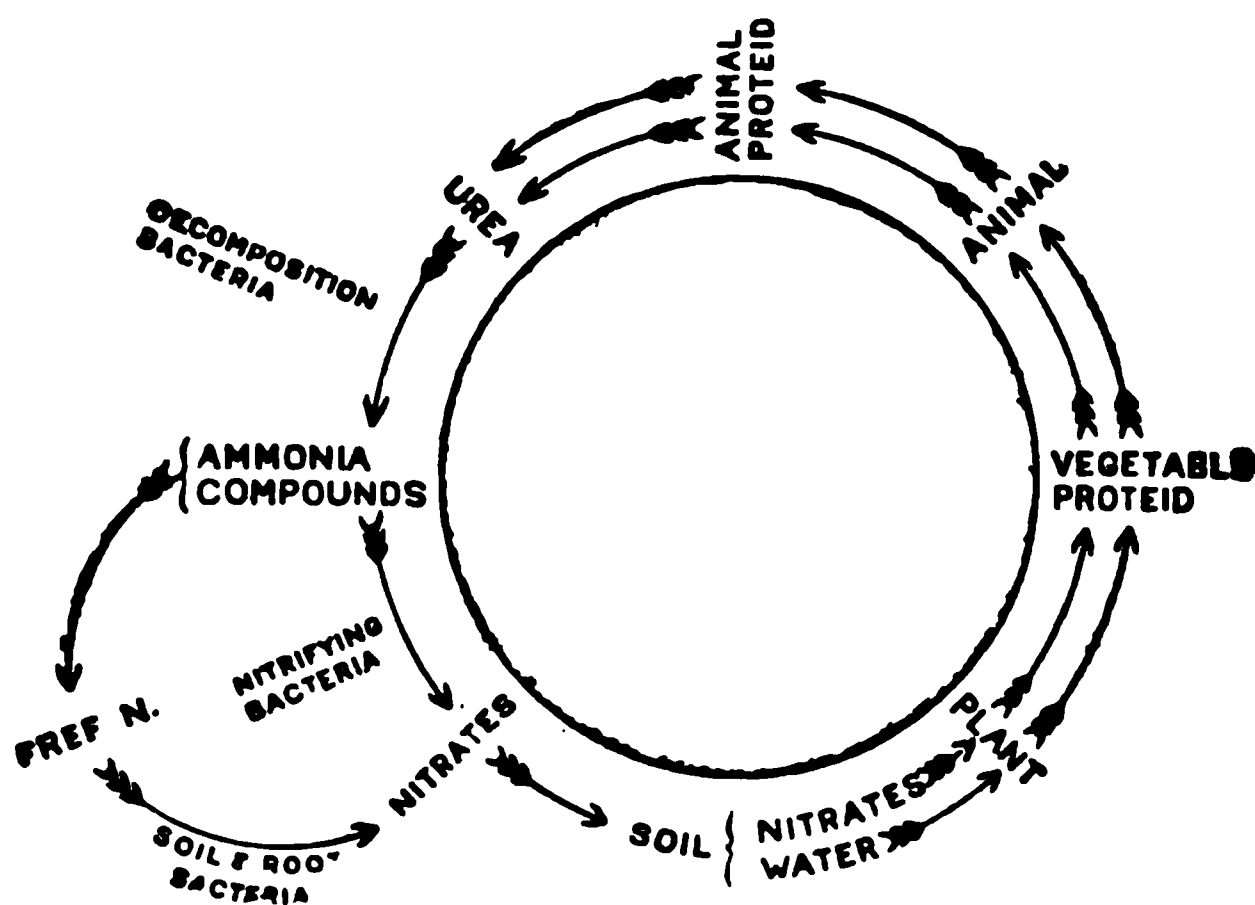 ANIMAL
PROTEID
ANIMAL
UREA
DECOMPOSITION
BACTERIA
AMMONIA
COMPOUNDS
VEGETABLE
PROTEID
NITRIFYING
BACTERIA
FREF N.
NITRATES
PLANT
SOIL
NITRATES
WATER
SOIL & ROOT
BACTERIA